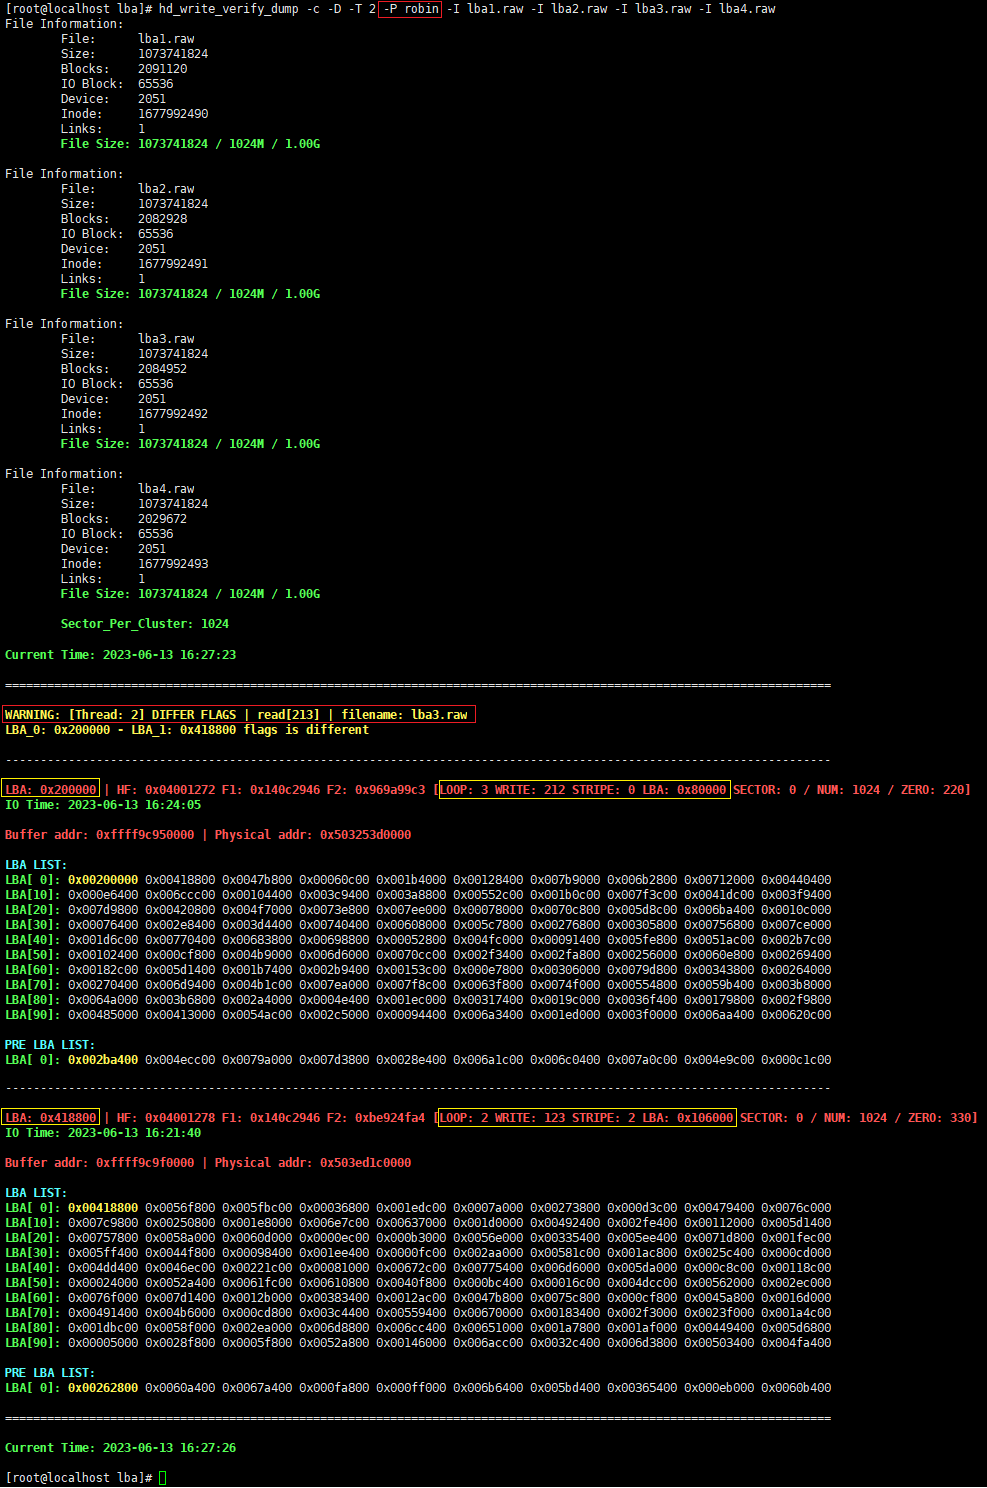 [root@localhost lba]# hd_write_verify_dump -c -D -T 2 -P robin -I lba1.raw -I lba2.raw -I lba3.raw -I lba4.raw
File Information:
File: lba1.raw
Size: 1073741824
Blocks: 2091120
IO Block: 65536
Device: 2051
Inode: 1677992490
Links: 1
File Size: 1073741824 / 1024M / 1.00G
File Information:
File: lba2.raw
Size: 1073741824
Blocks: 2082928
IO Block: 65536
Device: 2051
Inode: 1677992491
Links: 1
File Size: 1073741824 / 1024M / 1.00G
File Information:
File: lba3.raw
Size: 1073741824
Blocks: 2084952
IO Block: 65536
Device: 2051
Inode: 1677992492
Links: 1
File Size: 1073741824 / 1024M / 1.00G
File Information:
File: lba4.raw
Size: 1073741824
Blocks: 2029672
IO Block: 65536
Device: 2051
Inode: 1677992493
Links: 1
File Size: 1073741824 / 1024M / 1.00G
Sector_Per_Cluster: 1024
Current Time: 2023-06-13 16:27:23
======================================================================================================================
WARNING: [Thread: 2] DIFFER FLAGS | read[213] | filename: lba3.raw
LBA_0: 0x200000 - LBA_1: 0x418800 flags is different
----------------------------------------------------------------------------------------------------------------------
LBA: 0x200000 | HF: 0x04001272 F1: 0x140c2946 F2: 0x969a99c3 [LOOP: 3 WRITE: 212 STRIPE: 0 LBA: 0x80000 SECTOR: 0 / NUM: 1024 / ZERO: 220]
IO Time: 2023-06-13 16:24:05
Buffer addr: 0xffff9c950000 | Physical addr: 0x503253d0000
LBA LIST:
LBA[ 0]: 0x00200000 0x00418800 0x0047b800 0x00060c00 0x001b4000 0x00128400 0x007b9000 0x006b2800 0x00712000 0x00440400
LBA[10]: 0x000e6400 0x006ccc00 0x00104400 0x003c9400 0x003a8800 0x00552c00 0x001b0c00 0x007f3c00 0x0041dc00 0x003f9400
LBA[20]: 0x007d9800 0x00420800 0x004f7000 0x0073e800 0x007ee000 0x00078000 0x0070c800 0x005d8c00 0x006ba400 0x0010c000
LBA[30]: 0x00076400 0x002e8400 0x003d4400 0x00740400 0x00608000 0x005c7800 0x00276800 0x00305800 0x00756800 0x007ce000
LBA[40]: 0x001d6c00 0x00770400 0x00683800 0x00698800 0x00052800 0x004fc000 0x00091400 0x005fe800 0x0051ac00 0x002b7c00
LBA[50]: 0x00102400 0x000cf800 0x004b9000 0x006d6000 0x0070cc00 0x002f3400 0x002fa800 0x00256000 0x0060e800 0x00269400
LBA[60]: 0x00182c00 0x005d1400 0x001b7400 0x002b9400 0x00153c00 0x000e7800 0x00306000 0x0079d800 0x00343800 0x00264000
LBA[70]: 0x00270400 0x006d9400 0x004b1c00 0x007ea000 0x007f8c00 0x0063f800 0x0074f000 0x00554800 0x0059b400 0x003b8000
LBA[80]: 0x0064a000 0x003b6800 0x002a4000 0x0004e400 0x001ec000 0x00317400 0x0019c000 0x0036f400 0x00179800 0x002f9800
LBA[90]: 0x00485000 0x00413000 0x0054ac00 0x002c5000 0x00094400 0x006a3400 0x001ed000 0x003f0000 0x006aa400 0x00620c00
PRE LBA LIST:
LBA[ 0]: 0x002ba400 0x004ecc00 0x0079a000 0x007d3800 0x0028e400 0x006a1c00 0x006c0400 0x007a0c00 0x004e9c00 0x000c1c00
----------------------------------------------------------------------------------------------------------------------
LBA: 0x418800 | HF: 0x04001278 F1: 0x140c2946 F2: 0xbe924fa4 [LOOP: 2 WRITE: 123 STRIPE: 2 LBA: 0x106000 SECTOR: 0 / NUM: 1024 / ZERO: 330]
IO Time: 2023-06-13 16:21:40
Buffer addr: 0xffff9c9f0000 | Physical addr: 0x503ed1c0000
LBA LIST:
LBA[ 0]: 0x00418800 0x0056f800 0x005fbc00 0x00036800 0x001edc00 0x0007a000 0x00273800 0x000d3c00 0x00479400 0x0076c000
LBA[10]: 0x007c9800 0x00250800 0x001e8000 0x006e7c00 0x00637000 0x001d0000 0x00492400 0x002fe400 0x00112000 0x005d1400
LBA[20]: 0x00757800 0x0058a000 0x0060d000 0x0000ec00 0x000b3000 0x0056e000 0x00335400 0x005ee400 0x0071d800 0x001fec00
LBA[30]: 0x005ff400 0x0044f800 0x00098400 0x001ee400 0x0000fc00 0x002aa000 0x00581c00 0x001ac800 0x0025c400 0x000cd000
LBA[40]: 0x004dd400 0x0046ec00 0x00221c00 0x00081000 0x00672c00 0x00775400 0x006d6000 0x005da000 0x000c8c00 0x00118c00
LBA[50]: 0x00024000 0x0052a400 0x0061fc00 0x00610800 0x0040f800 0x000bc400 0x00016c00 0x004dcc00 0x00562000 0x002ec000
LBA[60]: 0x0076f000 0x007d1400 0x0012b000 0x00383400 0x0012ac00 0x0047b800 0x0075c800 0x000cf800 0x0045a800 0x0016d000
LBA[70]: 0x00491400 0x004b6000 0x000cd800 0x003c4400 0x00559400 0x00670000 0x00183400 0x002f3000 0x0023f000 0x001a4c00
LBA[80]: 0x001dbc00 0x0058f000 0x002ea000 0x006d8800 0x006cc400 0x00651000 0x001a7800 0x001af000 0x00449400 0x005d6800
LBA[90]: 0x00005000 0x0028f800 0x0005f800 0x0052a800 0x00146000 0x006acc00 0x0032c400 0x006d3800 0x00503400 0x004fa400
PRE LBA LIST:
LBA[ 0]: 0x00262800 0x0060a400 0x0067a400 0x000fa800 0x000ff000 0x006b6400 0x005bd400 0x00365400 0x000eb000 0x0060b400
======================================================================================================================
Current Time: 2023-06-13 16:27:26
[root@localhost lba]#